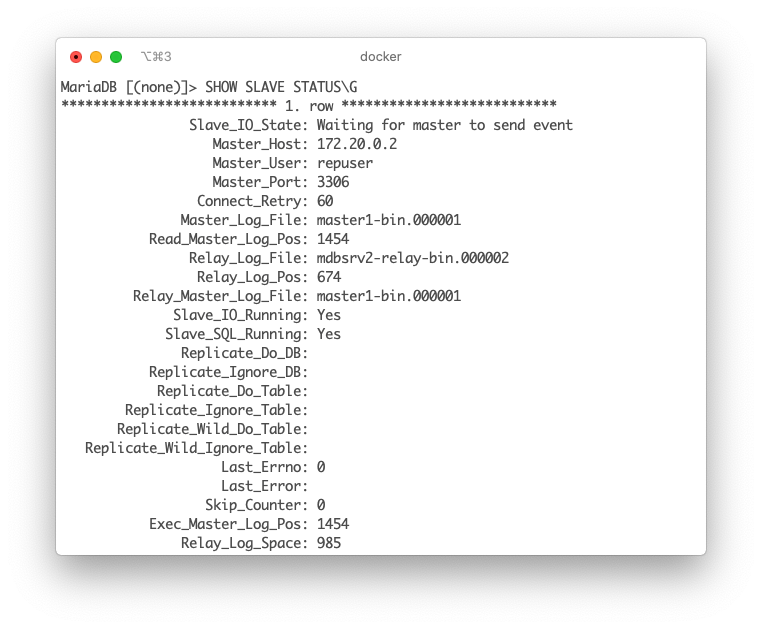 ⌥⌘3 docker
MariaDB [(none)]> SHOW SLAVE STATUS\G
*************************** 1. row ***************************
Slave_IO_State: Waiting for master to send event
Master_Host: 172.20.0.2
Master_User: repuser
Master_Port: 3306
Connect_Retry: 60
Master_Log_File: master1-bin.000001
Read_Master_Log_Pos: 1454
Relay_Log_File: mdbsrv2-relay-bin.000002
Relay_Log_Pos: 674
Relay_Master_Log_File: master1-bin.000001
Slave_IO_Running: Yes
Slave_SQL_Running: Yes
Replicate_Do_DB:
Replicate_Ignore_DB:
Replicate_Do_Table:
Replicate_Ignore_Table:
Replicate_Wild_Do_Table:
Replicate_Wild_Ignore_Table:
Last_Errno: 0
Last_Error:
Skip_Counter: 0
Exec_Master_Log_Pos: 1454
Relay_Log_Space: 985